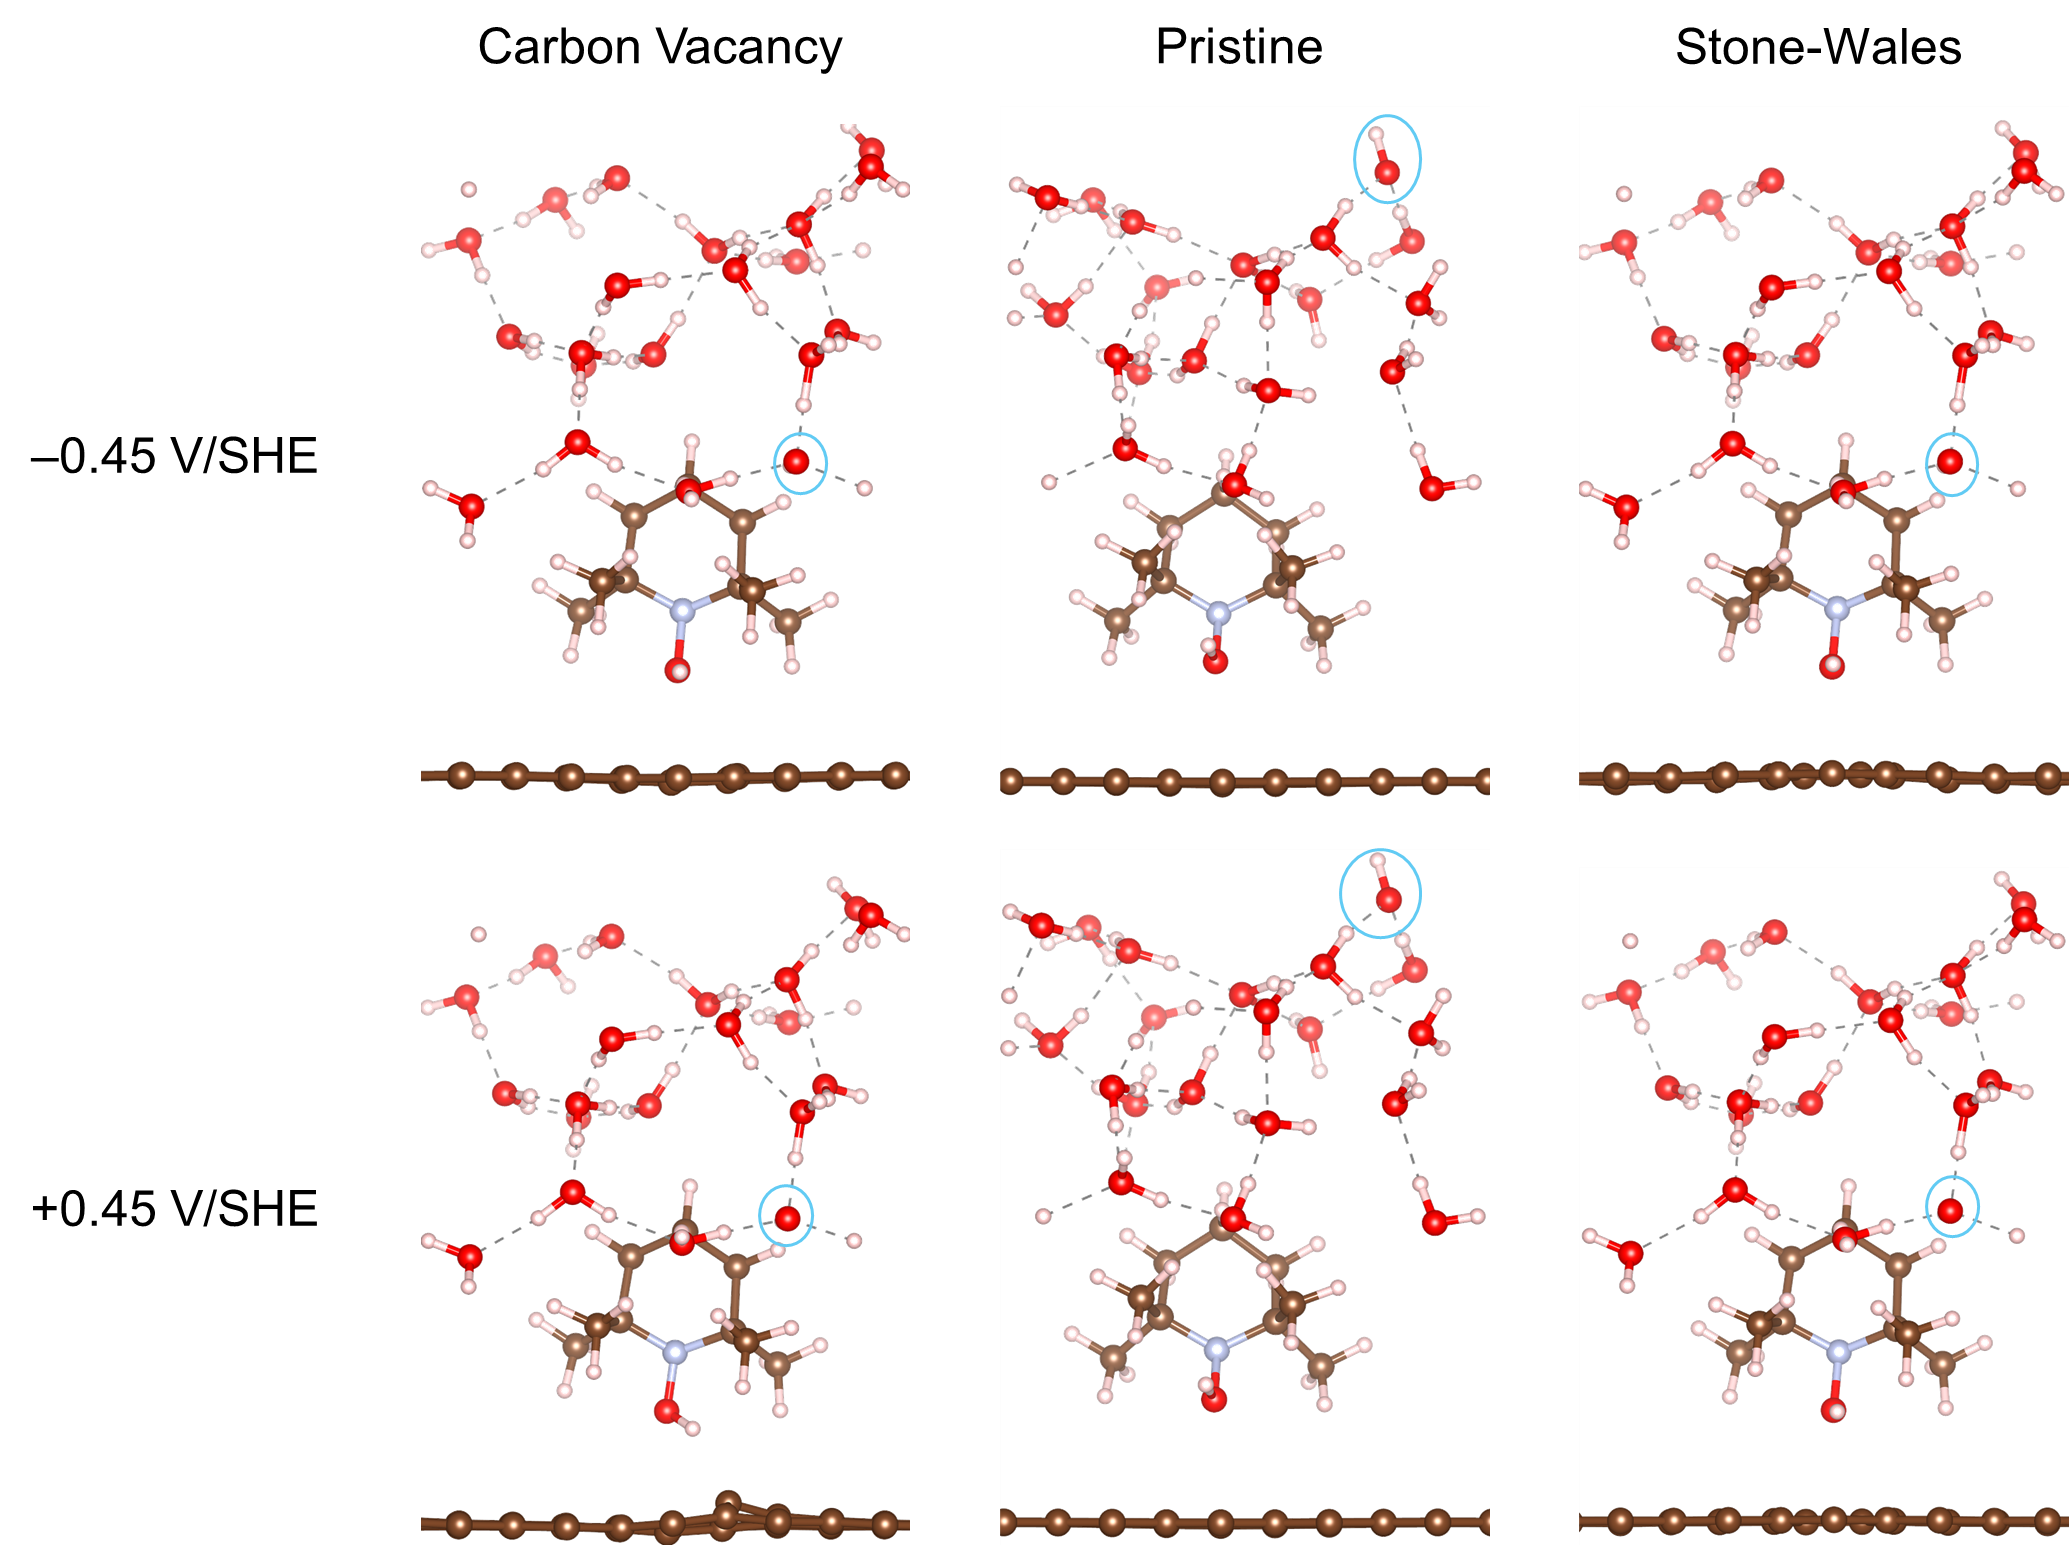 Carbon Vacancy Pristine Stone-Wales
–0.45 V/SHE
+0.45 V/SHE